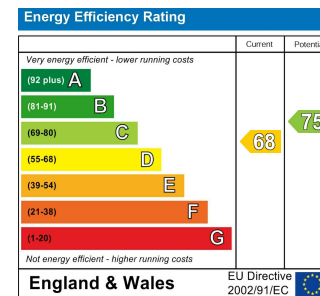 Energy Efficiency Rating
Current Potenti
Very energy efficient - lower running costs
(92 plus) A
(81-91) B
(69-80) C
(55-68) D
(39-54) E
(21-38) F
(1-20) G
68
75
Not energy efficient - higher running costs
England & Wales
EU Directive
2002/91/EC